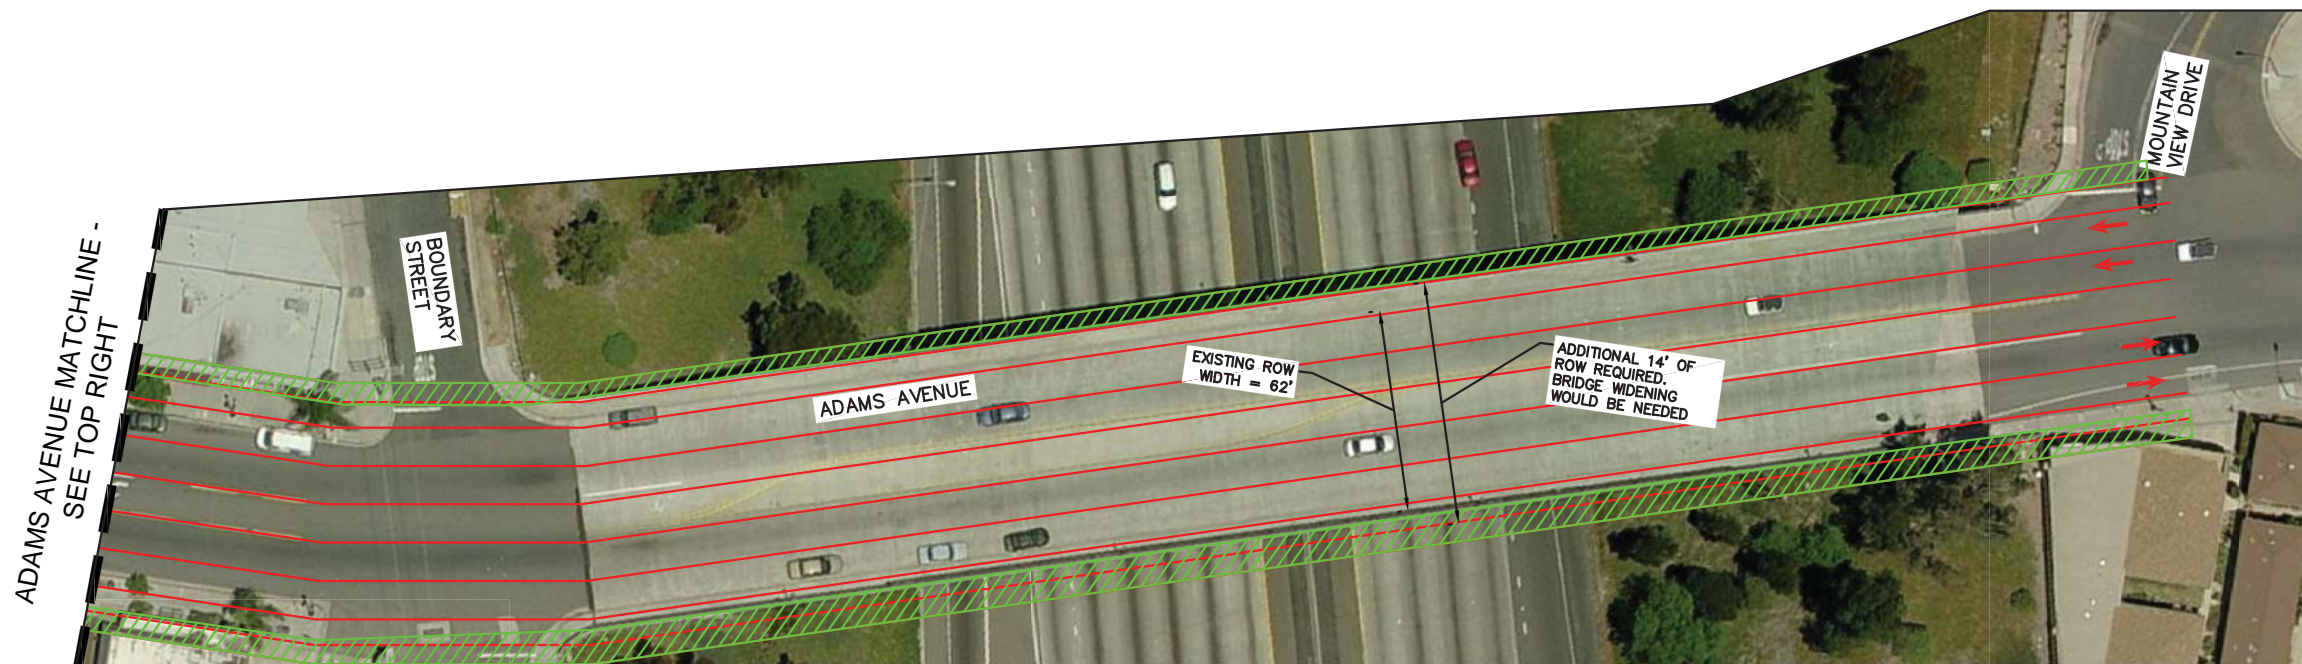 ADAMS AVENUE MATCHLINE -
SEE TOP RIGHT
BOUNDARY
STREET
ADAMS AVENUE
EXISTING ROW
WIDTH = 62'
ADDITIONAL 14' OF
ROW REQUIRED.
BRIDGE WIDENING
WOULD BE NEEDED
MOUNTAIN
VIEW DRIVE